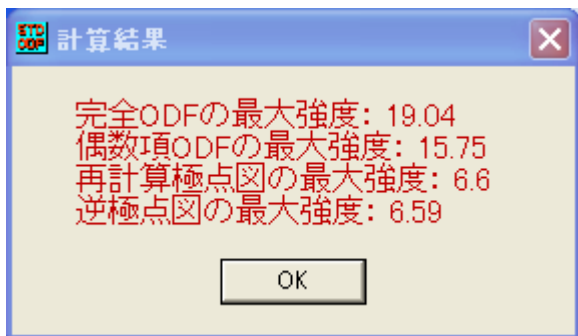 STD
ODF
計算結果
完全ODFの最大強度: 19.04
偶数項ODFの最大強度: 15.75
再計算極点図の最大強度: 6.6
逆極点図の最大強度: 6.59
OK